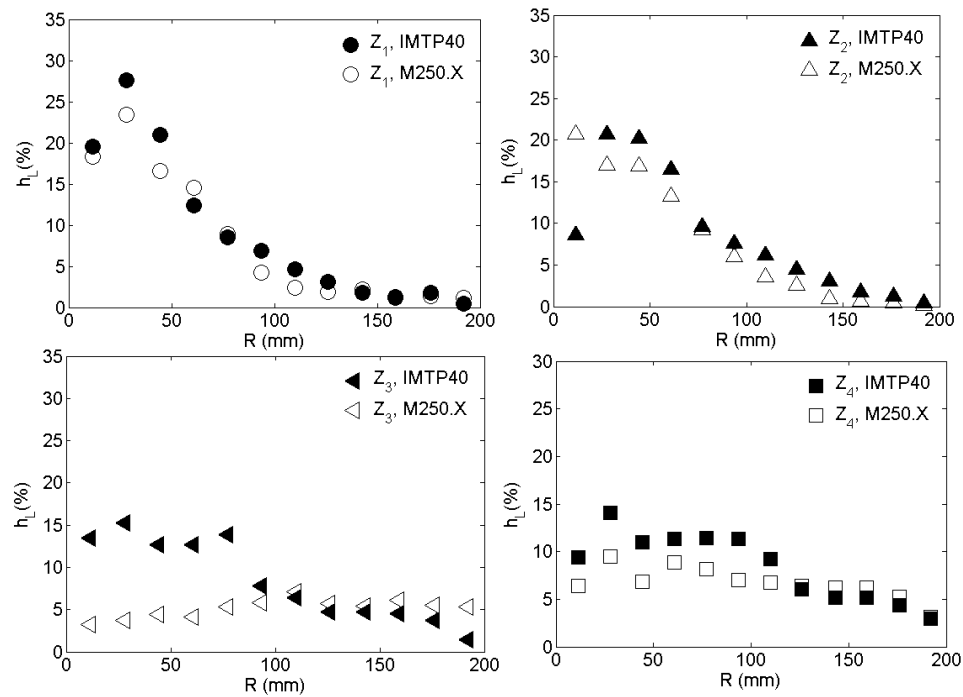 35
30
25
20
15
10
5
0
h_L(%)
Z_1, IMTP40
Z_1, M250.X
0 50 100 150 200
R (mm)
35
30
25
20
15
10
5
0
h_L(%)
Z_2, IMTP40
Z_2, M250.X
0 50 100 150 200
R (mm)
35
30
25
20
15
10
5
0
h_L(%)
Z_3, IMTP40
Z_3, M250.X
0 50 100 150 200
R (mm)
30
25
20
15
10
5
0
h_L(%)
Z_4, IMTP40
Z_4, M250.X
0 50 100 150 200
R (mm)